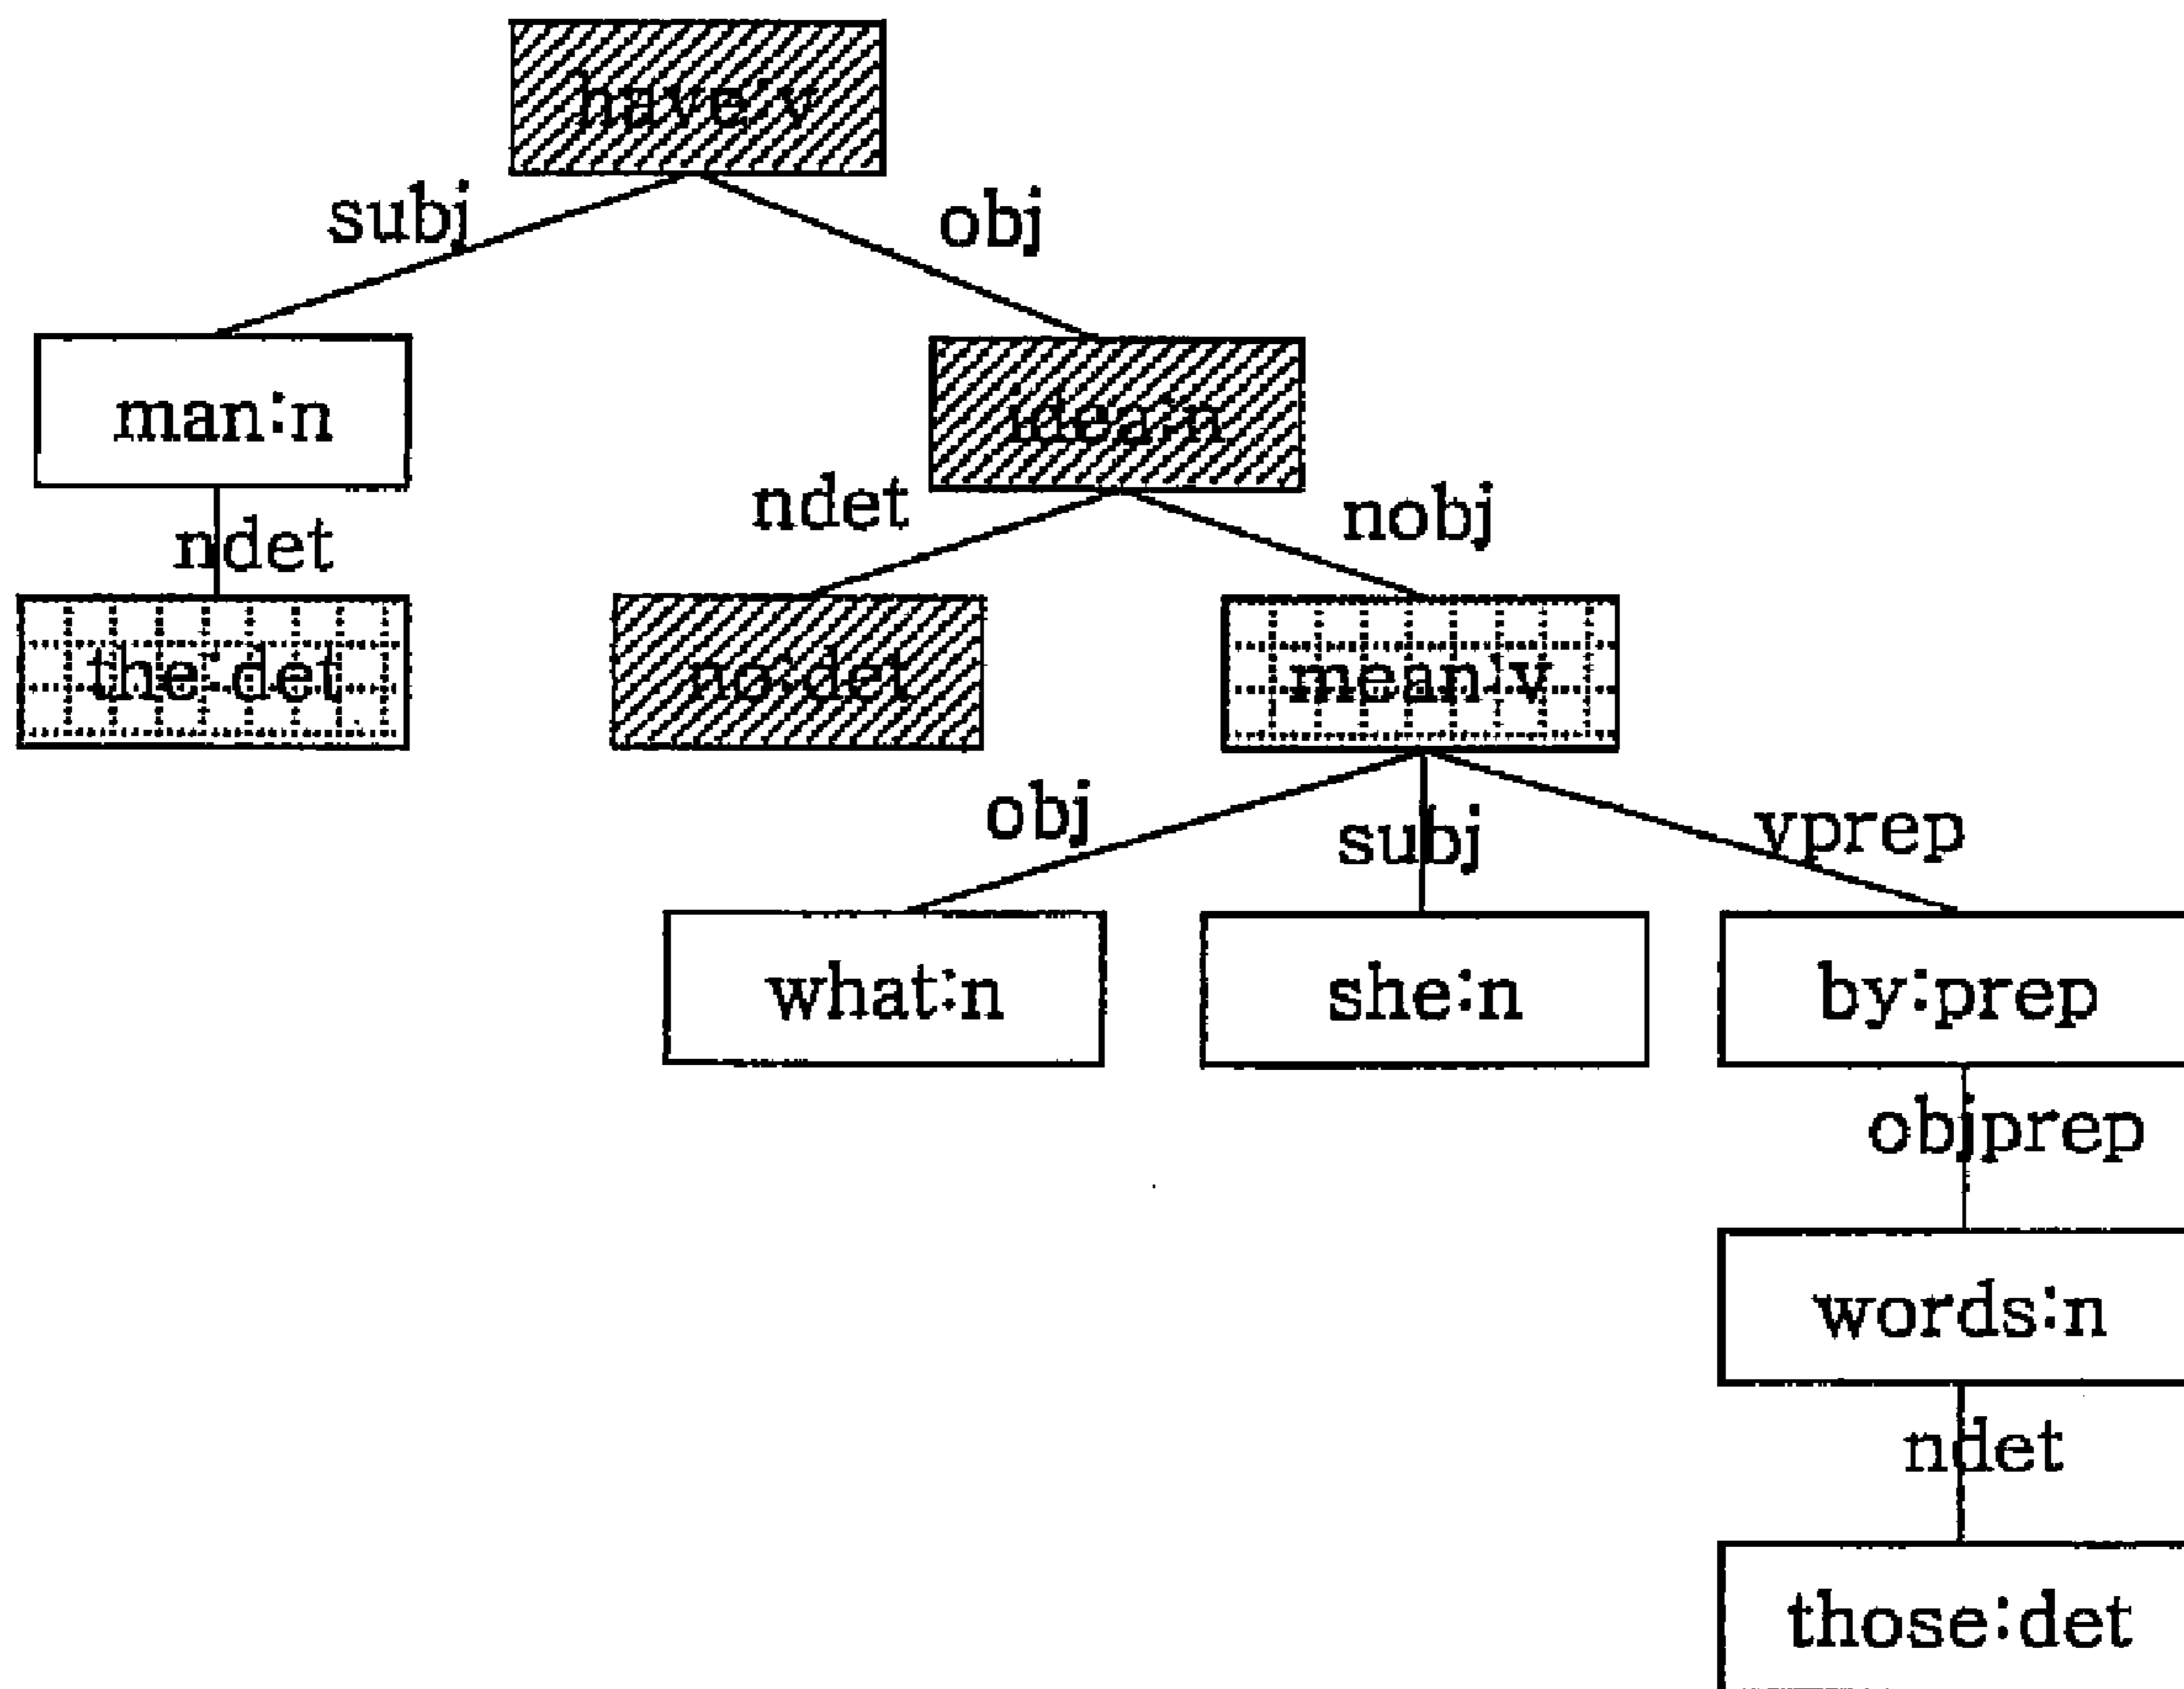 have:v
subj obj
man:n idea:n
ndet ndet nobj
the:det no:det mean:v
obj subj vprep
what:n she:n by:prep
objprep
words:n
ndet
those:det